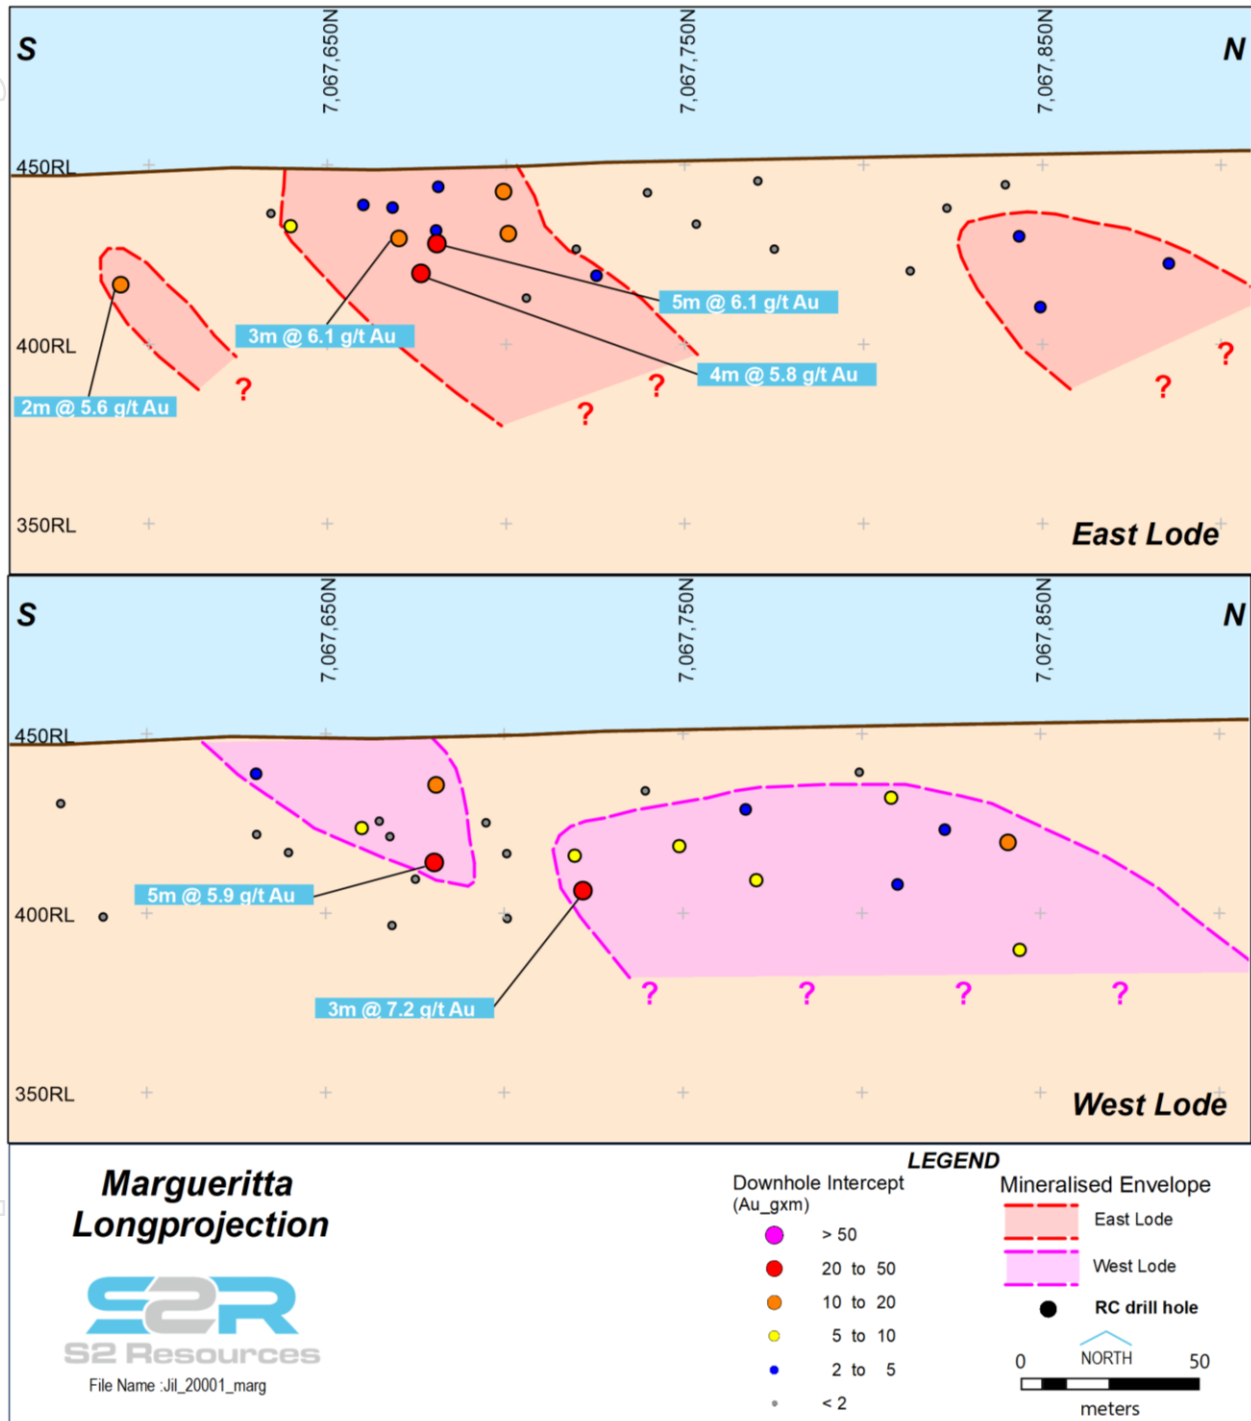 S
7,067,650N
7,067,750N
7,067,850N
N
450RL
5m @ 6.1 g/t Au
3m @ 6.1 g/t Au
400RL
4m @ 5.8 g/t Au
?
?
?
?
?
2m @ 5.6 g/t Au
350RL
East Lode
S
7,067,650N
7,067,750N
7,067,850N
N
450RL
5m @ 5.9 g/t Au
400RL
? ? ? ?
3m @ 7.2 g/t Au
350RL
West Lode
Margueritta
Longprojection
S2R
S2 Resources
File Name :Jil_20001_marg
LEGEND
Downhole Intercept
(Au_gxm)
> 50
20 to 50
10 to 20
5 to 10
2 to 5
< 2
Mineralised Envelope
East Lode
West Lode
RC drill hole
NORTH
0 50
meters